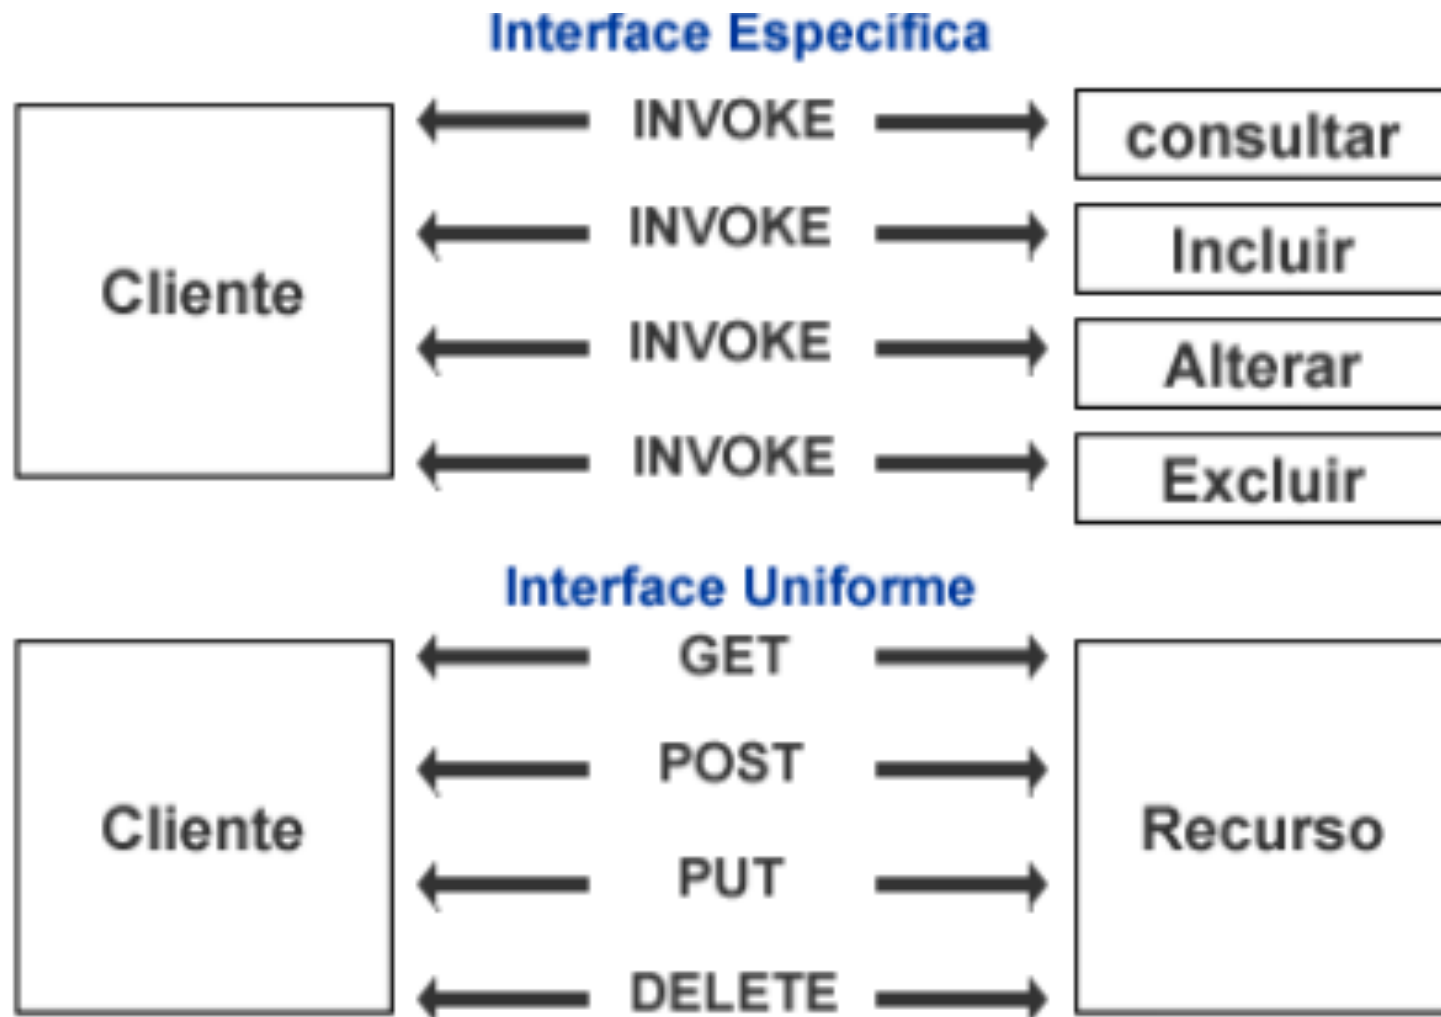 Interface Específica
INVOKE
consultar
INVOKE
Incluir
Cliente
INVOKE
Alterar
INVOKE
Excluir
Interface Uniforme
GET
POST
Cliente
Recurso
PUT
DELETE